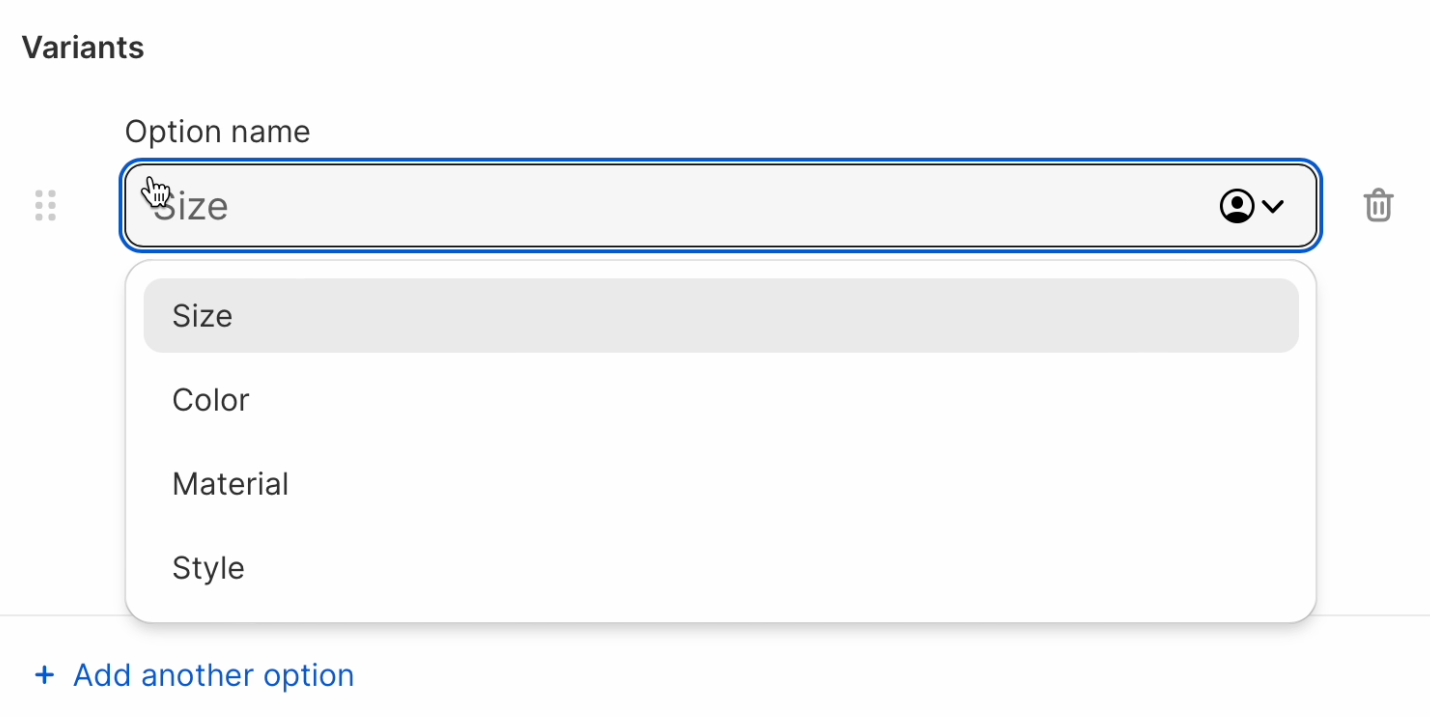 Variants
Option name
Size
Size
Color
Material
Style
+ Add another option